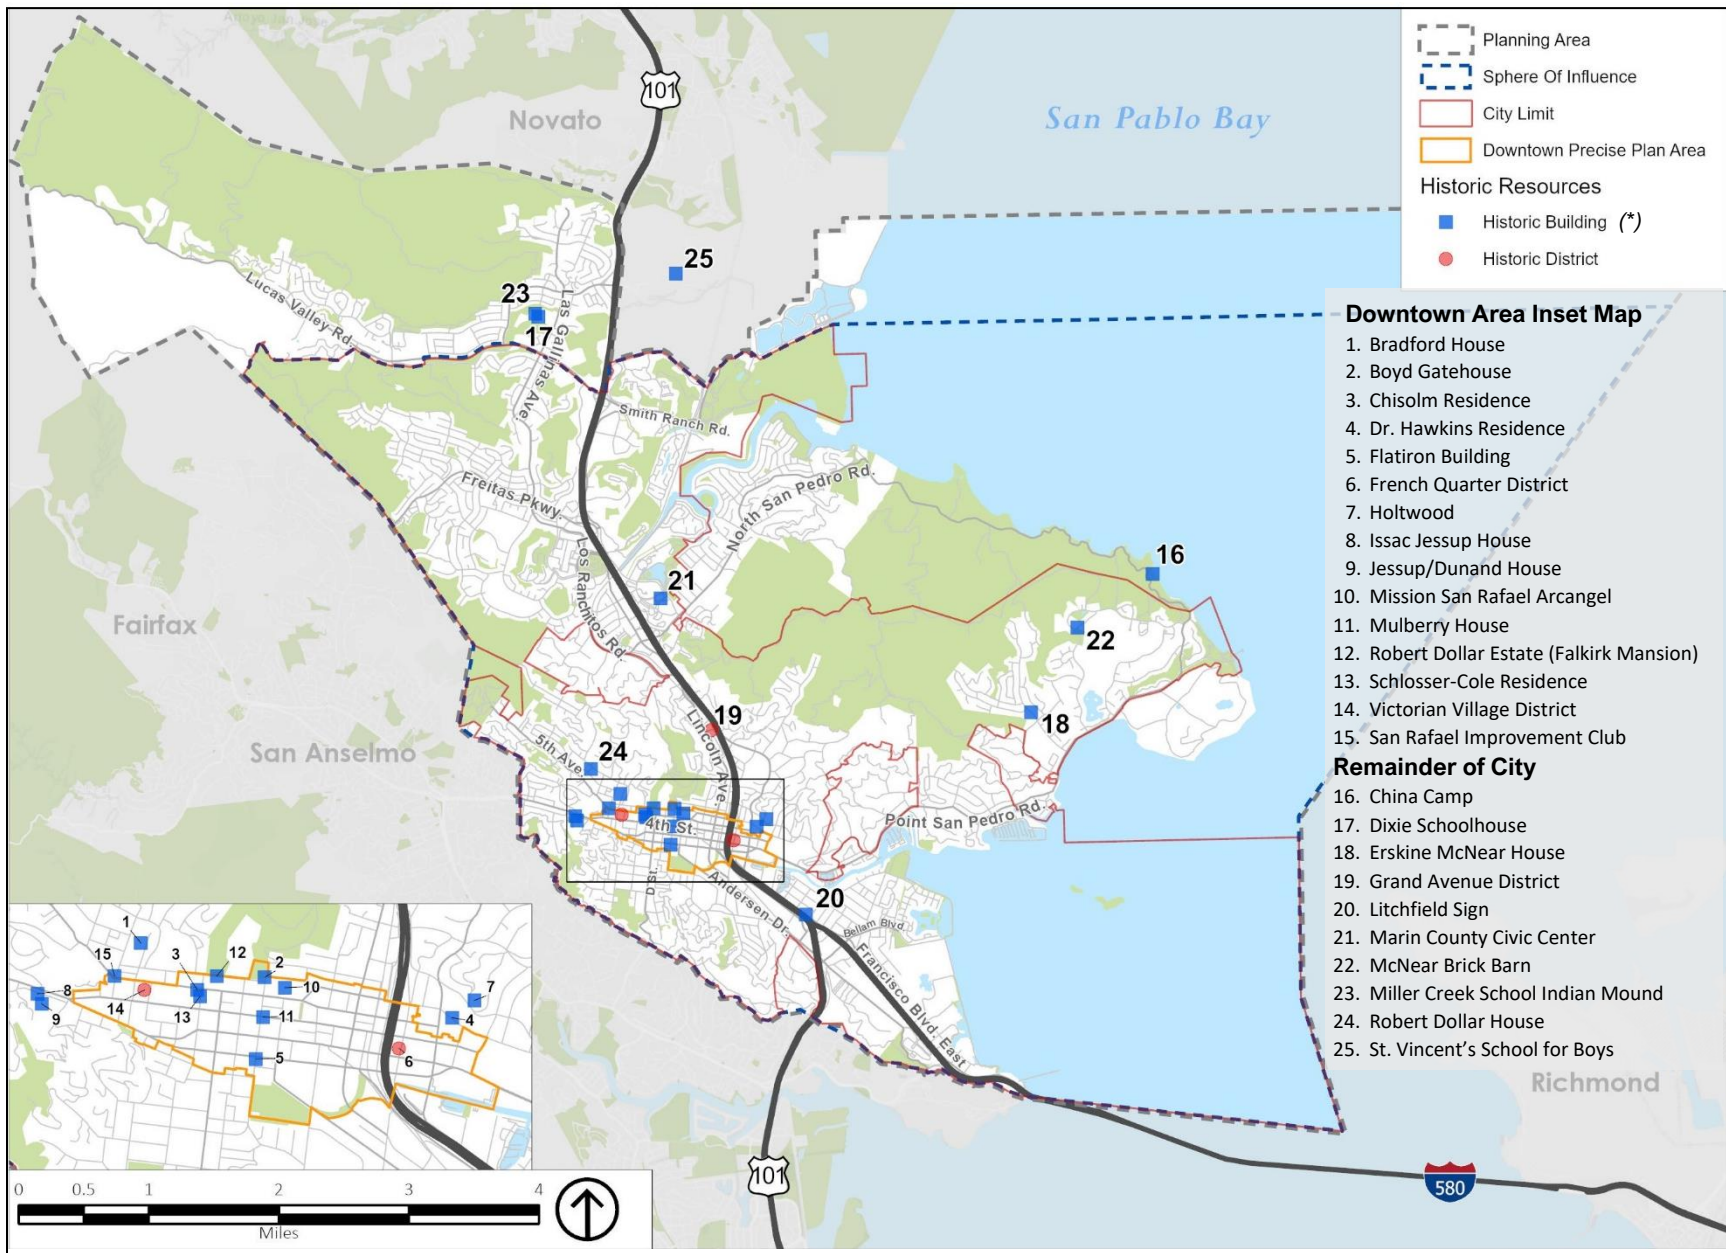 Novato
101
San Pablo Bay
Planning Area
Sphere Of Influence
City Limit
Downtown Precise Plan Area
Historic Resources
Historic Building (*)
Historic District
25
23
17
Lucas Valley Rd.
Las Gallinas Ave.
Smith Ranch Rd.
Freitas Pkwy.
North San Pedro Rd.
Los Ranchitos Rd.
21
16
22
18
Fairfax
San Anselmo
19
Lincoln Ave.
5th Ave.
24
4th St.
D St.
Andersen Dr.
Point San Pedro Rd.
20
Bellam Blvd.
Francisco Blvd. East
Richmond
580
101
Downtown Area Inset Map
1. Bradford House
2. Boyd Gatehouse
3. Chisolm Residence
4. Dr. Hawkins Residence
5. Flatiron Building
6. French Quarter District
7. Holtwood
8. Issac Jessup House
9. Jessup/Dunand House
10. Mission San Rafael Arcangel
11. Mulberry House
12. Robert Dollar Estate (Falkirk Mansion)
13. Schlosser-Cole Residence
14. Victorian Village District
15. San Rafael Improvement Club
Remainder of City
16. China Camp
17. Dixie Schoolhouse
18. Erskine McNear House
19. Grand Avenue District
20. Litchfield Sign
21. Marin County Civic Center
22. McNear Brick Barn
23. Miller Creek School Indian Mound
24. Robert Dollar House
25. St. Vincent's School for Boys
1
15
3
12
2
8
14
13
10
7
9
11
4
5
6
0 0.5 1 2 3 4
Miles